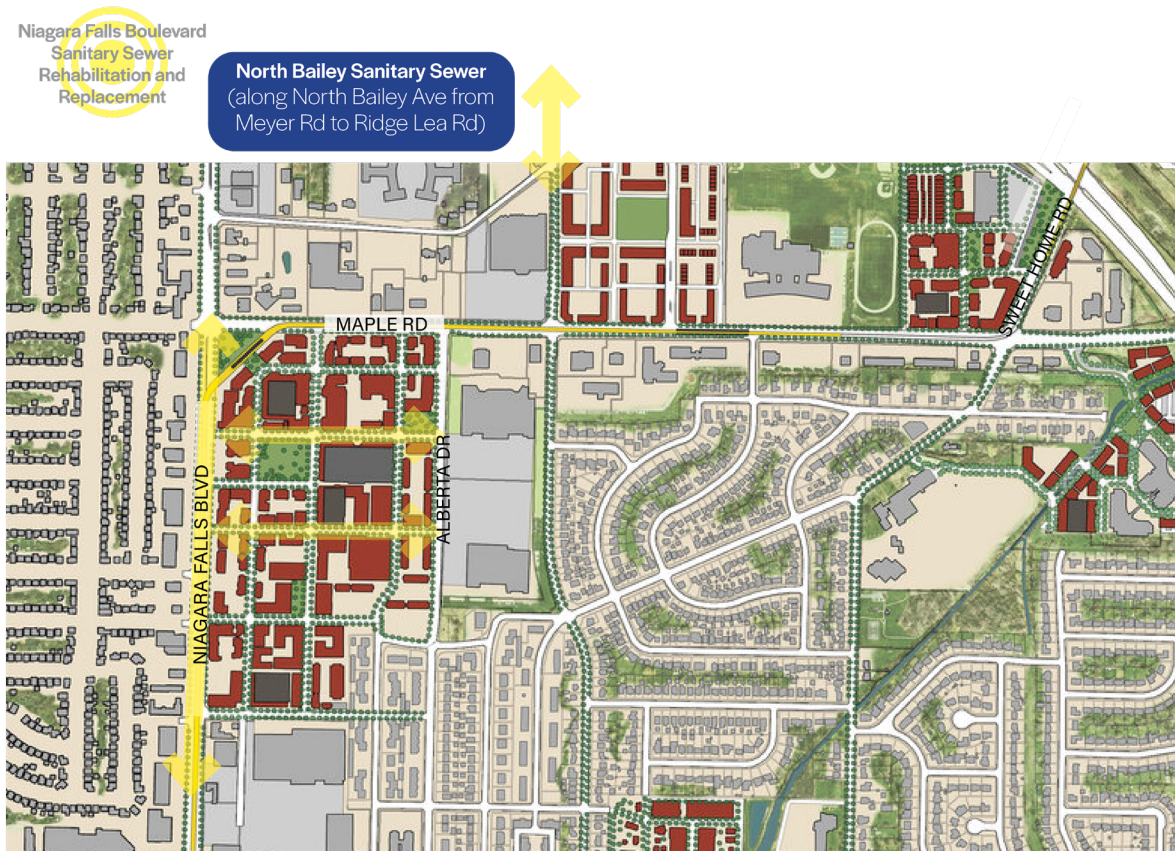 Niagara Falls Boulevard
Sanitary Sewer
Rehabilitation and
Replacement
North Bailey Sanitary Sewer
(along North Bailey Ave from
Meyer Rd to Ridge Lea Rd)
MAPLE RD
SWEET HOME RD
ALBERTA DR
NIAGARA FALLS BLVD